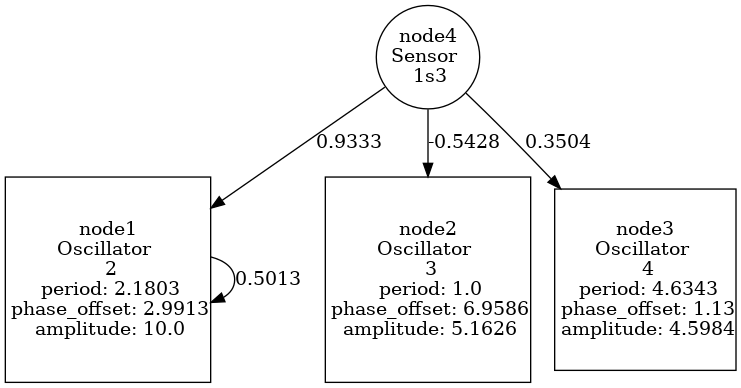 node4
Sensor
1s3
0.9333
-0.5428
0.3504
node1
Oscillator
2
period: 2.1803
phase_offset: 2.9913
amplitude: 10.0
0.5013
node2
Oscillator
3
period: 1.0
phase_offset: 6.9586
amplitude: 5.1626
node3
Oscillator
4
period: 4.6343
phase_offset: 1.13
amplitude: 4.5984